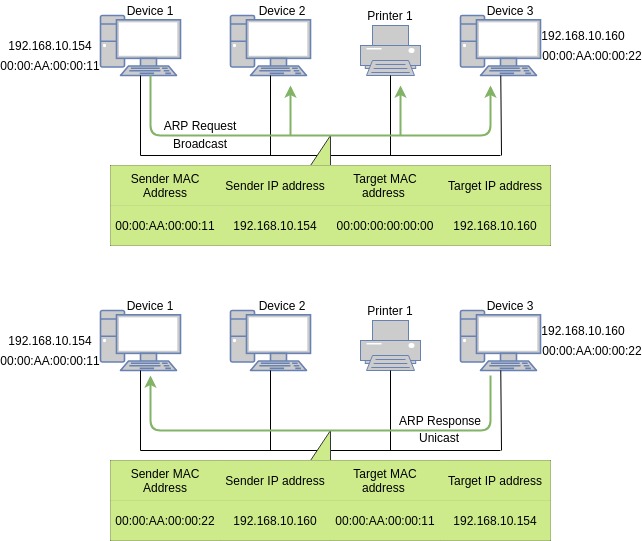 Device 1
Device 2
Printer 1
Device 3
192.168.10.154
00:00:AA:00:00:11
192.168.10.160
00:00:AA:00:00:22
ARP Request
Broadcast
Sender MAC Address
Sender IP address
Target MAC address
Target IP address
00:00:AA:00:00:11
192.168.10.154
00:00:00:00:00:00
192.168.10.160
Device 1
Device 2
Printer 1
Device 3
192.168.10.154
00:00:AA:00:00:11
192.168.10.160
00:00:AA:00:00:22
ARP Response
Unicast
Sender MAC
Address
Sender IP address
Target MAC
address
Target IP address
00:00:AA:00:00:22
192.168.10.160
00:00:AA:00:00:11
192.168.10.154